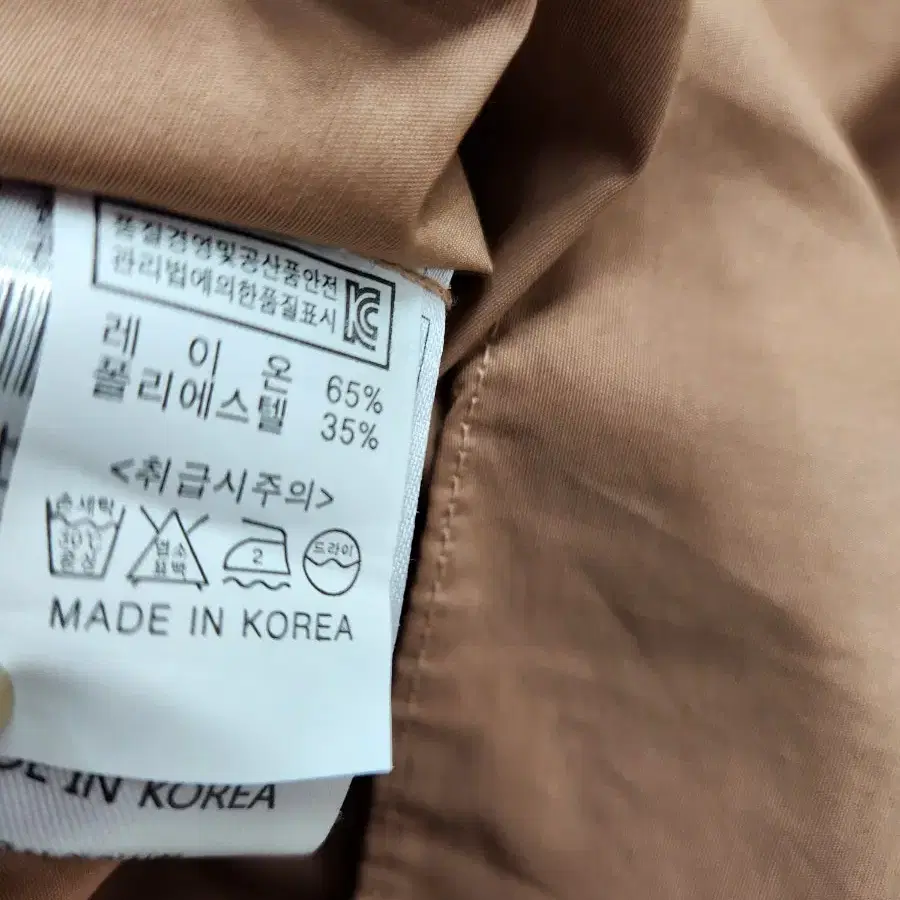 품질경영및공산품안전
관리법에의한품질표시
레 이 온 65%
폴리에스텔 35%
<취급시주의>
손세탁 30℃ 중성
염소 표백
2
드라이
MADE IN KOREA
IN KOREA